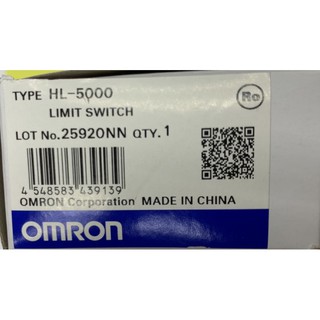 TYPE HL-5000
Ro
LIMIT SWITCH
LOT No.25920NN QTY.1
4 548583 439139
OMRON Corporation MADE IN CHINA
OMRON